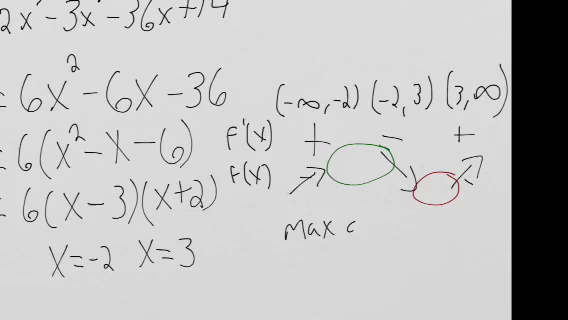 2x³-3x²-36x+14
= 6x²-6x-36
(-∞,-2) (-2,3) (3,∞)
= 6(x²-x-6)
F'(x) + - +
= 6(x-3)(x+2)
F(x)
x=-2 x=3
Max